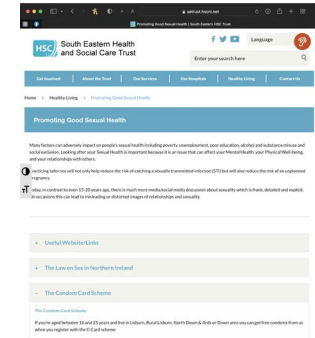 setrust.hscni.net
Promoting Good Sexual Health | South Eastern HSC Trust
HSC
South Eastern Health
and Social Care Trust
Language
Enter your search here
Get Involved
About the Trust
Our Services
Our Hospitals
Healthy Living
Contact Us
Home > Healthy Living > Promoting Good Sexual Health
Promoting Good Sexual Health
Many factors can adversely impact on people's sexual health including poverty, unemployment, poor education, alcohol and substance misuse and
social exclusion. Looking after your Sexual Health is important because it is an issue that can affect your Mental Health, your Physical Well-being,
and your relationships with others.
racticing safer sex will not only help reduce the risk of catching a sexually transmitted infection (STI) but will also reduce the risk of an unplanned
regnancy.
oday, in contrast to even 15-20 years ago, there is much more media/social media discussion about sexuality which is frank, detailed and explicit.
n occasions this can lead to misleading or distorted images of relationships and sexuality.
+ Useful Website/Links
+ The Law on Sex in Northern Ireland
- The Condom Card Scheme
The Condom Card Scheme
If you're aged between 16 and 25 years and live in Lisburn, Rural Lisburn, North Down & Ards or Down area you can get free condoms from us
when you register with the C-Card scheme